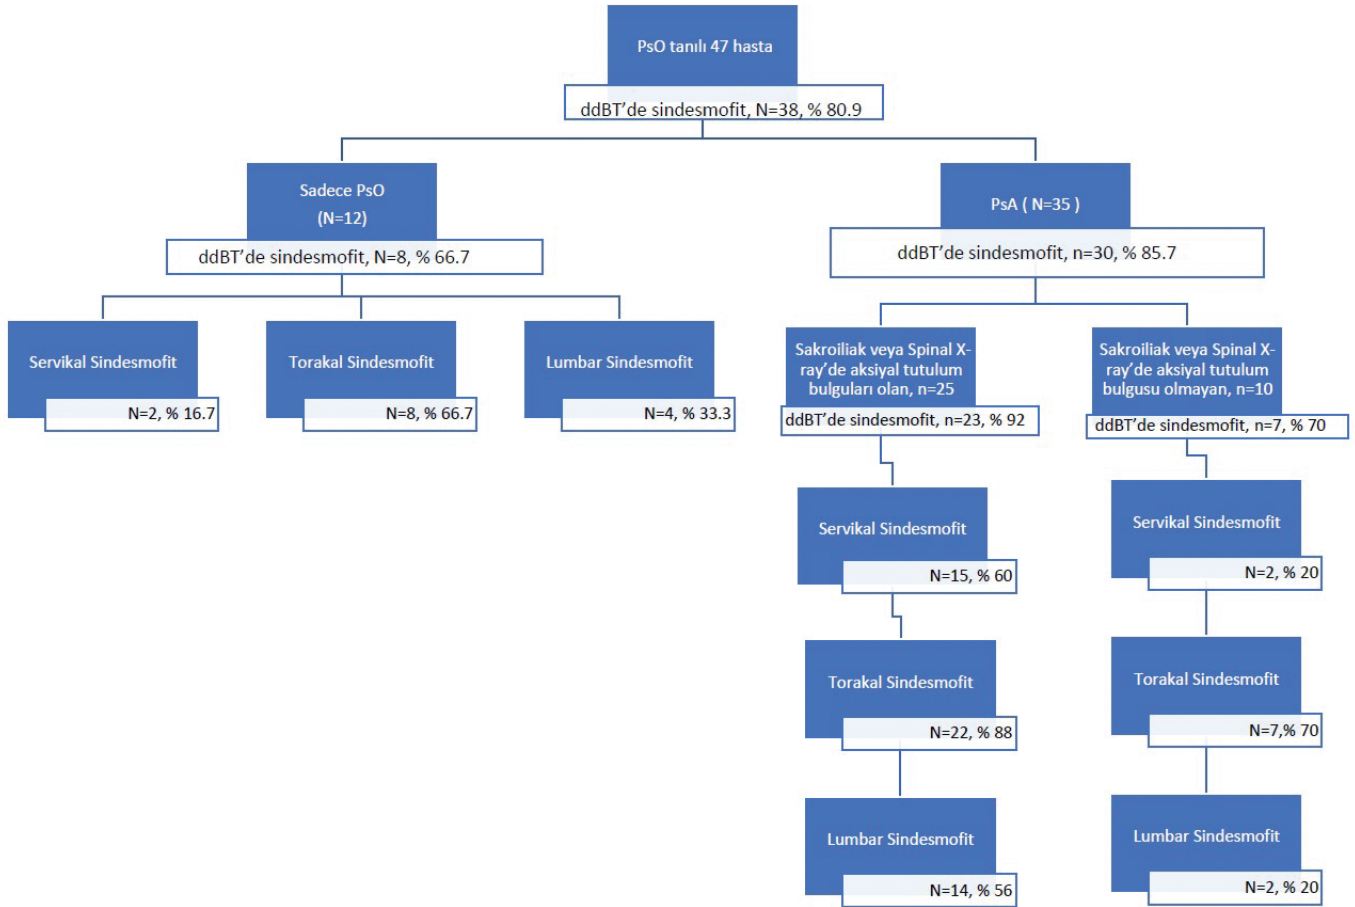 PsO tanılı 47 hasta
ddBT’de sindesmofit, N=38, % 80.9
Sadece PsO
(N=12)
ddBT’de sindesmofit, N=8, % 66.7
PsA ( N=35 )
ddBT’de sindesmofit, n=30, % 85.7
Servikal Sindesmofit
N=2, % 16.7
Torakal Sindesmofit
N=8, % 66.7
Lumbar Sindesmofit
N=4, % 33.3
Sakroiliak veya Spinal X-
ray’de aksiyal tutulum
bulguları olan, n=25
ddBT’de sindesmofit, n=23, % 92
Sakroiliak veya Spinal X-
ray’de aksiyal tutulum
bulgusu olmayan, n=10
ddBT’de sindesmofit, n=7, % 70
Servikal Sindesmofit
N=15, % 60
Torakal Sindesmofit
N=22, % 88
Lumbar Sindesmofit
N=14, % 56
Servikal Sindesmofit
N=2, % 20
Torakal Sindesmofit
N=7,% 70
Lumbar Sindesmofit
N=2, % 20